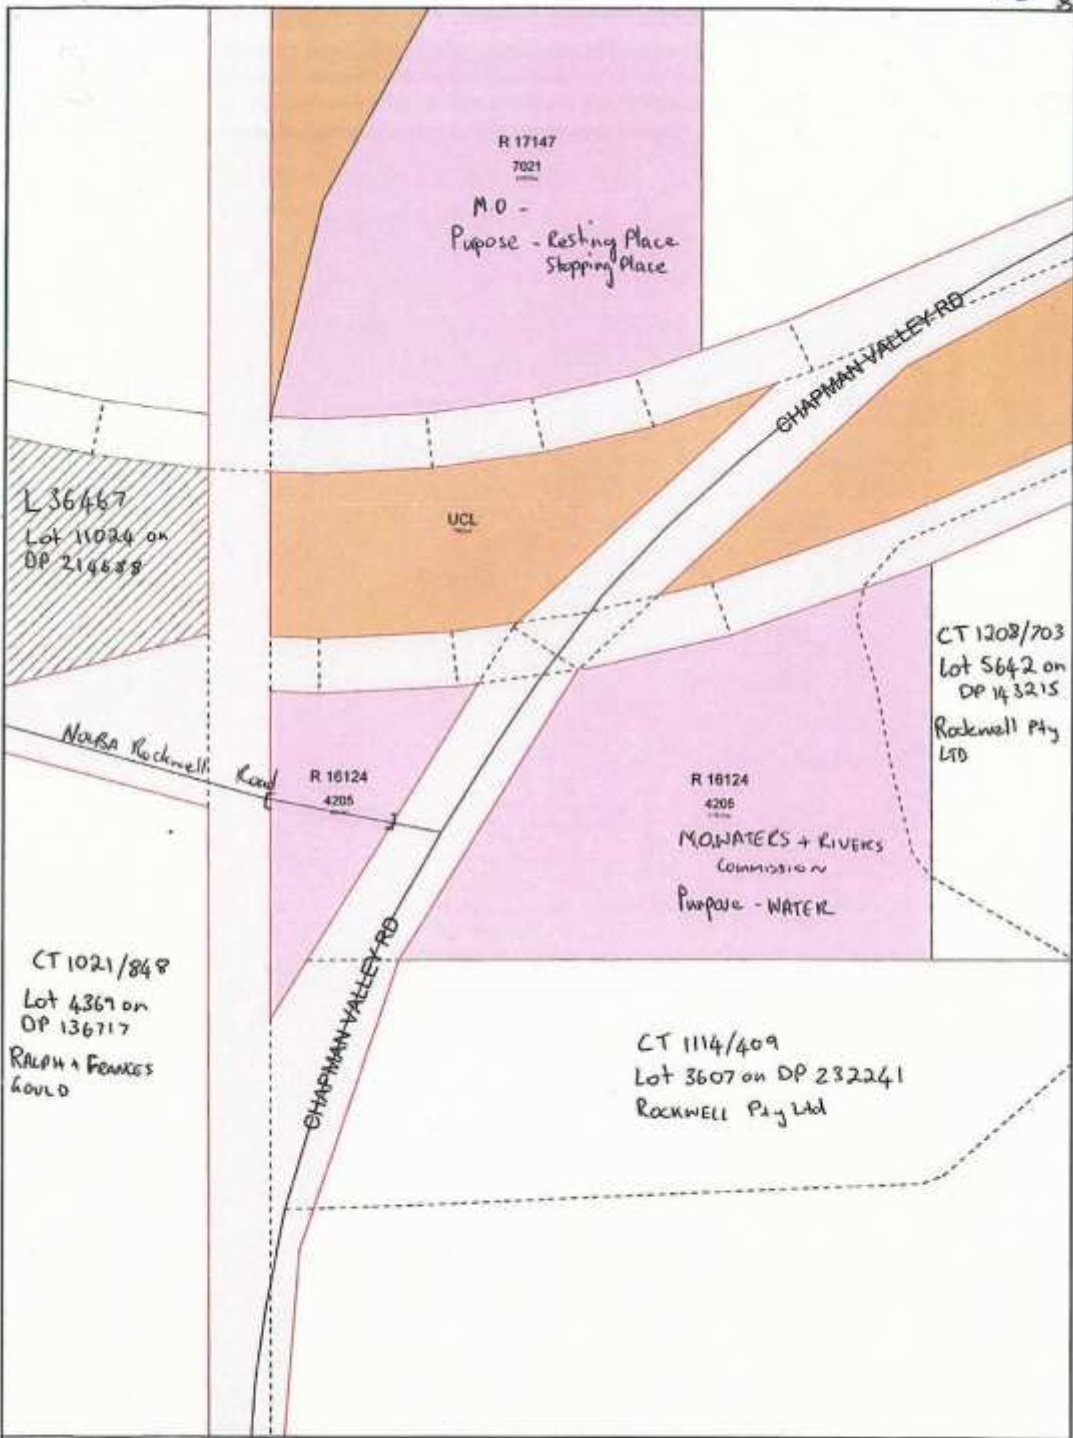 R 17147
7021
M O -
Pupose - Resting Place
Stopping Place
CHAPMAN VALLEY RD
L 36467
Lot 11024 on
DP 214688
UCL
CT 1208/703
Lot 5642 on
DP 143215
Rockwell Pty
LTD
Rockwell Road
R 16124
4205
R 16124
4205
M.O. WATERS + RIVERS
COMMISSION
Purpose - WATER
CHAPMAN VALLEY RD
CT 1021/848
Lot 4369 on
DP 136717
RALPH + FRANCES
GOULD
CT 1114/409
Lot 3607 on DP 232241
ROCKWELL Pty Ltd